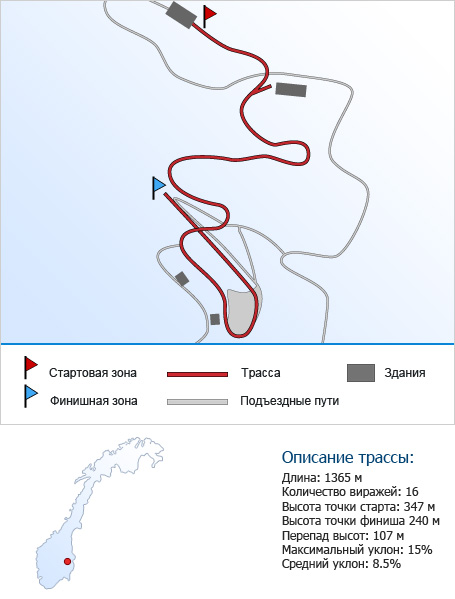 Стартовая зона
Трасса
Здания
Финишная зона
Подъездные пути
Описание трассы:
Длина: 1365 м
Количество виражей: 16
Высота точки старта: 347 м
Высота точки финиша 240 м
Перепад высот: 107 м
Максимальный уклон: 15%
Средний уклон: 8.5%